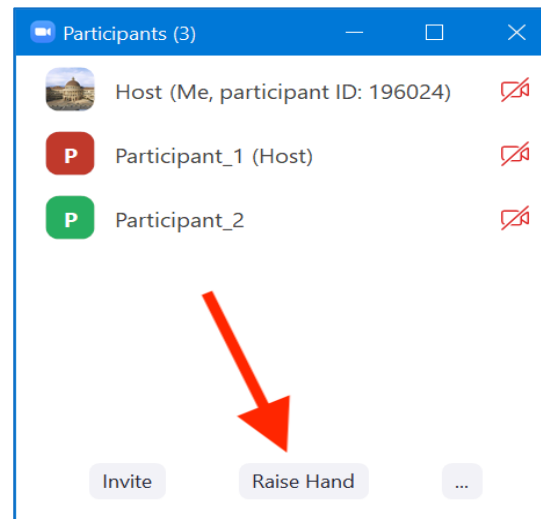 Participants (3)
Host (Me, participant ID: 196024)
P Participant_1 (Host)
P Participant_2
Invite Raise Hand ...